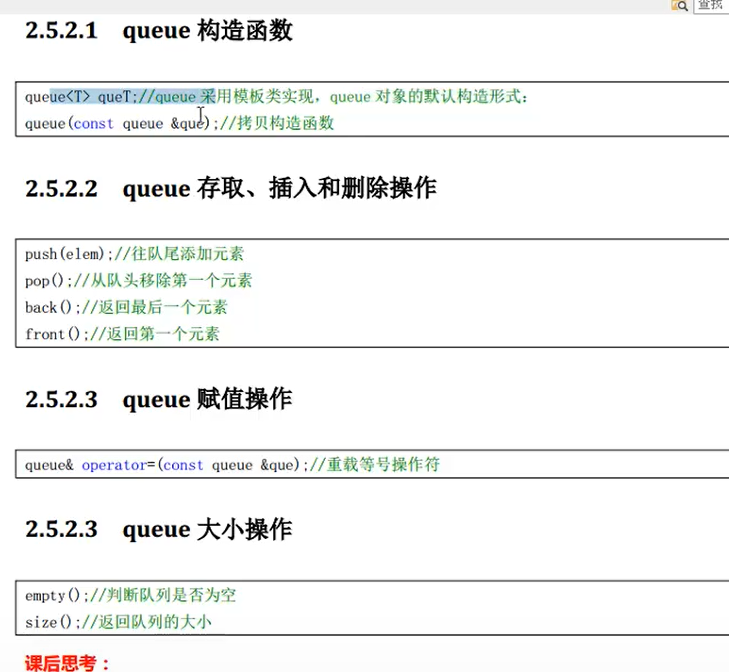 查找
2.5.2.1 queue 构造函数
queue<T> queT;//queue 采用模板类实现，queue 对象的默认构造形式：
queue(const queue &que);//拷贝构造函数
2.5.2.2 queue 存取、插入和删除操作
push(elem);//往队尾添加元素
pop();//从队头移除第一个元素
back();//返回最后一个元素
front();//返回第一个元素
2.5.2.3 queue 赋值操作
queue& operator=(const queue &que);//重载等号操作符
2.5.2.3 queue 大小操作
empty();//判断队列是否为空
size();//返回队列的大小
课后思考：